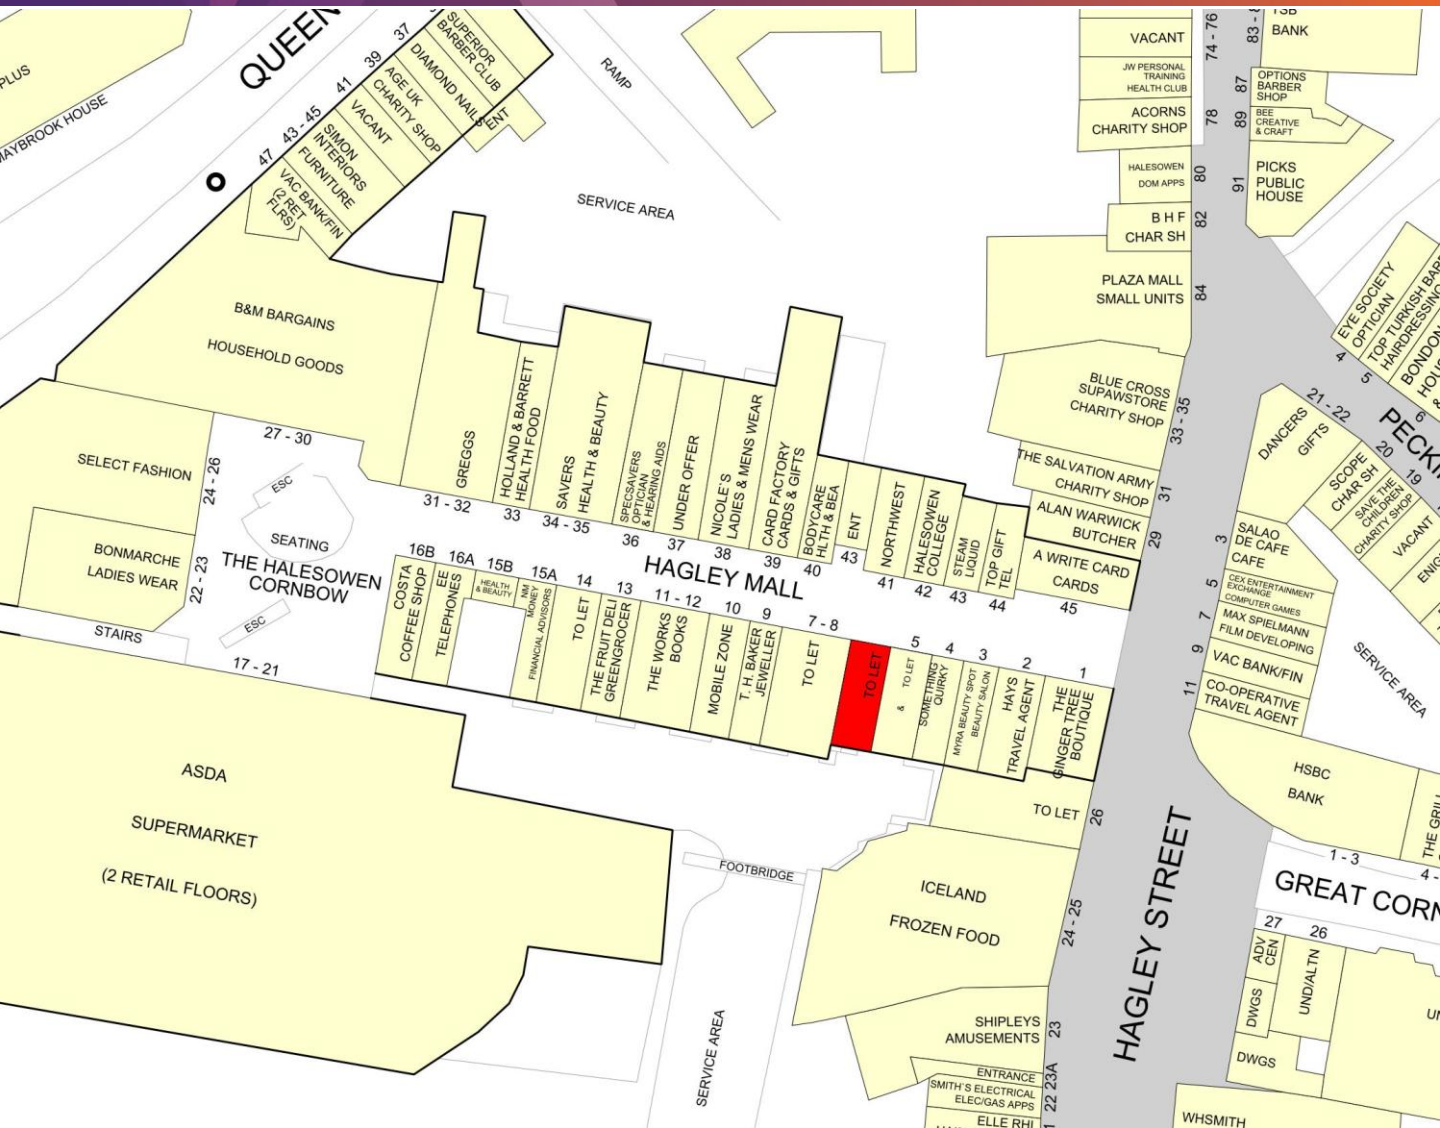 QUEEN
PLUS
MAYBROOK HOUSE
37
39
41
43 - 45
47
SUPERIOR
BARBER CLUB
DIAMOND NAILS
ENT
AGE UK
CHARITY SHOP
VACANT
SIMON
INTERIORS
FURNITURE
VAC BANK/FIN
(2 RET
FLRS)
RAMP
SERVICE AREA
B&M BARGAINS
HOUSEHOLD GOODS
27 - 30
SELECT FASHION
24 - 26
BONMARCHE
LADIES WEAR
22 - 23
STAIRS
ESC
SEATING
THE HALESOWEN
CORNBOW
ESC
17 - 21
GREGGS
31 - 32
HOLLAND & BARRETT
HEALTH FOOD
33
SAVERS
HEALTH & BEAUTY
34 - 35
SPECSAVERS
OPTICIAN
& HEARING AIDS
36
UNDER OFFER
37
NICOLE'S
LADIES & MENS WEAR
38
CARD FACTORY
CARDS & GIFTS
39
BODYCARE
HLTH & BEA
40
ENT
43
NORTHWEST
41
HALESOWEN
COLLEGE
42
STEAM
LIQUID
43
TOP GIFT
TEL
44
A WRITE CARD
CARDS
45
HAGLEY MALL
16B
COSTA
COFFEE SHOP
16A
EE
TELEPHONES
15B
HEALTH
& BEAUTY
15A
NM
MONEY
FINANCIAL ADVISORS
14
TO LET
13
THE FRUIT DELI
GREENGROCER
11 - 12
THE WORKS
BOOKS
10
MOBILE ZONE
9
T. H. BAKER
JEWELLER
7 - 8
TO LET
TO LET
5
TO LET
&
4
SOMETHING
QUIRKY
3
MYRA BEAUTY SPOT
BEAUTY SALON
2
HAYS
TRAVEL AGENT
1
THE
GINGER TREE
BOUTIQUE
ASDA
SUPERMARKET
(2 RETAIL FLOORS)
FOOTBRIDGE
SERVICE AREA
TO LET
26
ICELAND
FROZEN FOOD
24 - 25
SHIPLEYS
AMUSEMENTS
23
ENTRANCE
23A
SMITH'S ELECTRICAL
ELEC/GAS APPS
22
ELLE RHI
HAGLEY STREET
VACANT
74 - 76
JW PERSONAL
TRAINING
HEALTH CLUB
ACORNS
CHARITY SHOP
78
HALESOWEN
DOM APPS
80
B H F
CHAR SH
82
PLAZA MALL
SMALL UNITS
84
BLUE CROSS
SUPAWSTORE
CHARITY SHOP
33 - 35
THE SALVATION ARMY
CHARITY SHOP
31
ALAN WARWICK
BUTCHER
29
TSB
BANK
83 -
OPTIONS
BARBER
SHOP
87
BEE
CREATIVE
& CRAFT
89
PICKS
PUBLIC
HOUSE
91
EYE SOCIETY
OPTICIAN
4
TOP TURKISH BAR
HAIRDRESSING
5
BONDON
HOU
&
6
PECKI
21 - 22
DANCERS
GIFTS
20
SCOPE
CHAR SH
19
SAVE THE
CHILDREN
CHARITY SHOP
VACANT
ENIG
SALAO
DE CAFE
CAFE
3
CEX ENTERTAINMENT
EXCHANGE
COMPUTER GAMES
5
MAX SPIELMANN
FILM DEVELOPING
7
VAC BANK/FIN
9
CO-OPERATIVE
TRAVEL AGENT
11
SERVICE AREA
HSBC
BANK
THE GRILL
1 - 3
4 -
GREAT CORN
27
26
ADV
CEN
UND/ALTN
DWGS
DWGS
UN
WHSMITH